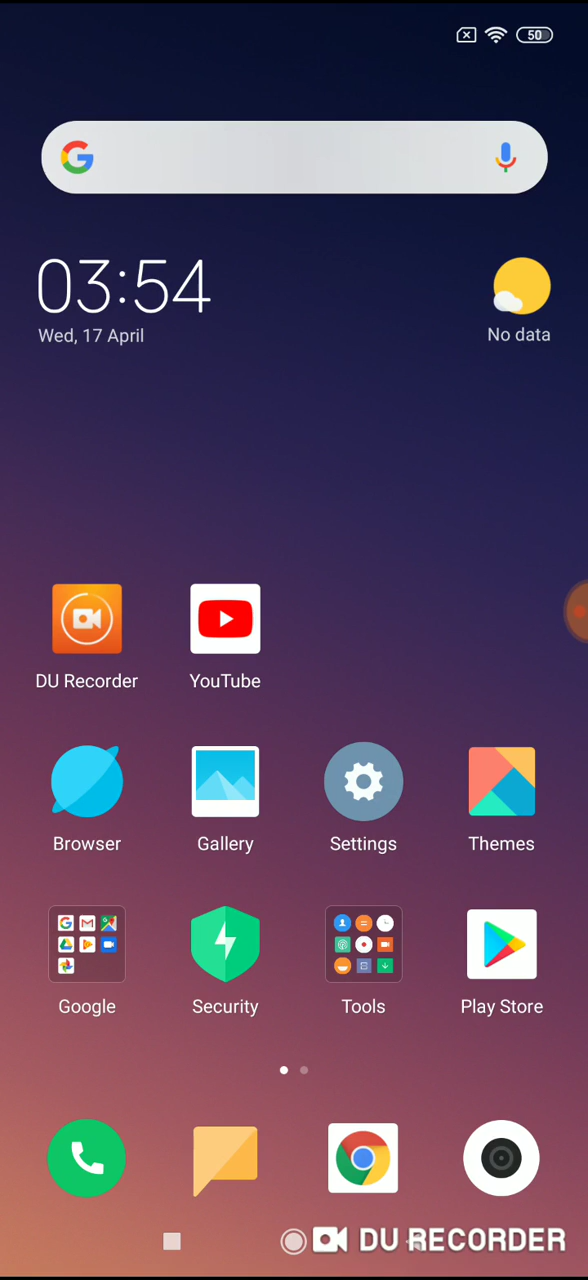 50
03:54
Wed, 17 April
No data
DU Recorder
YouTube
Browser
Gallery
Settings
Themes
Google
Security
Tools
Play Store
DU RECORDER